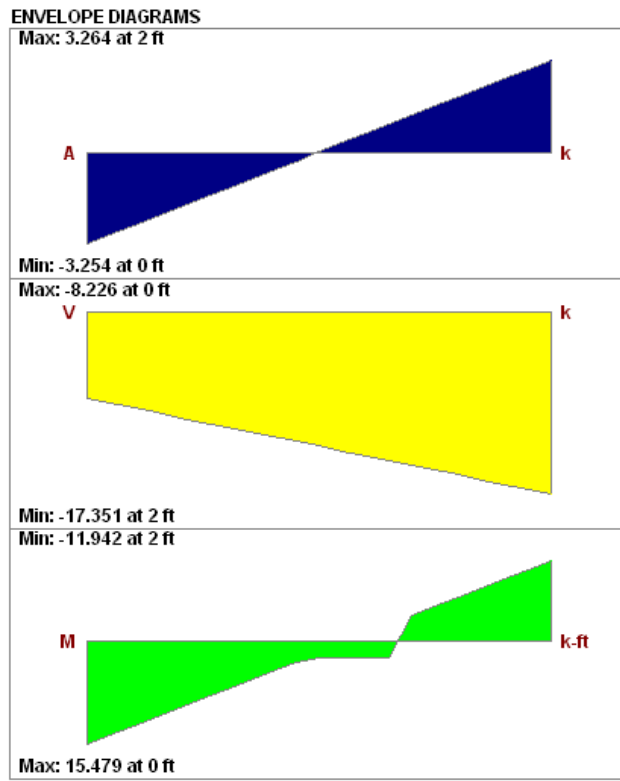 ENVELOPE DIAGRAMS
Max: 3.264 at 2 ft
A k
Min: -3.254 at 0 ft
Max: -8.226 at 0 ft
V k
Min: -17.351 at 2 ft
Min: -11.942 at 2 ft
M k-ft
Max: 15.479 at 0 ft